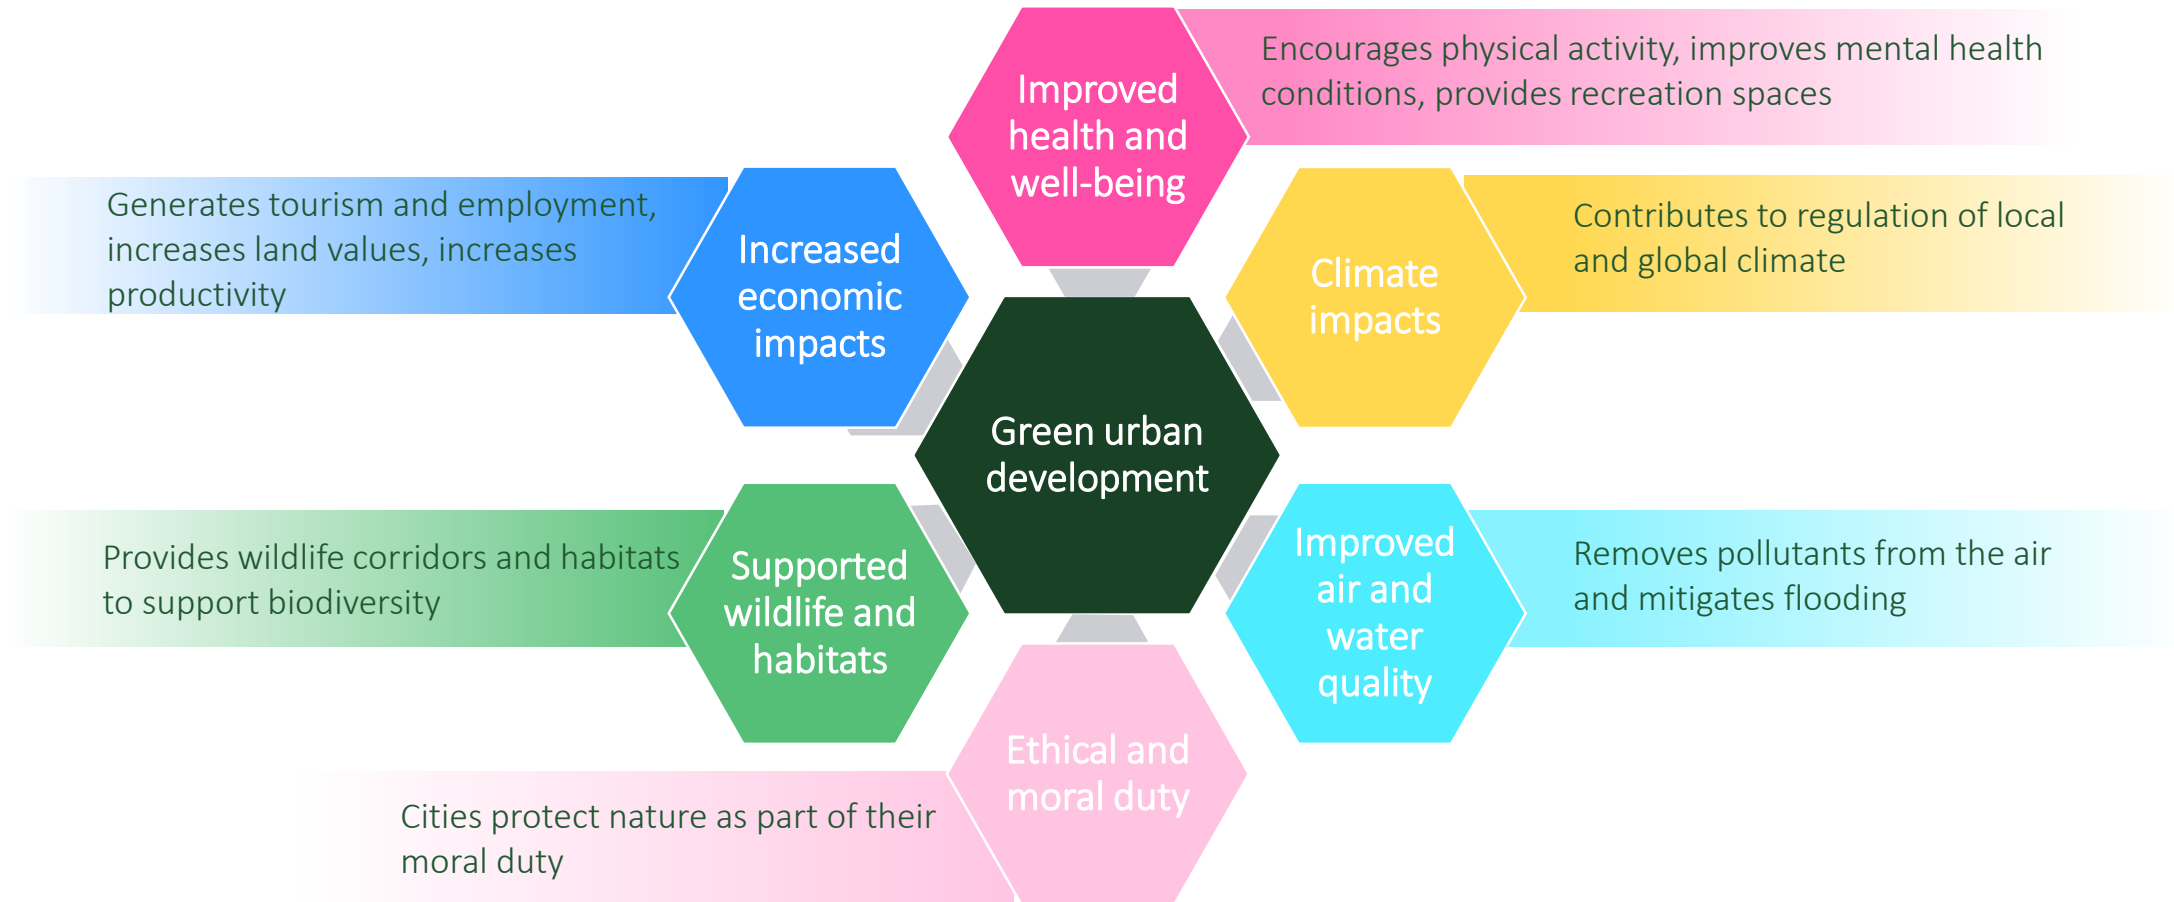 Improved
health and
well-being
Encourages physical activity, improves mental health
conditions, provides recreation spaces
Generates tourism and employment,
increases land values, increases
productivity
Increased
economic
impacts
Climate
impacts
Contributes to regulation of local
and global climate
Green urban
development
Provides wildlife corridors and habitats
to support biodiversity
Supported
wildlife and
habitats
Improved
air and
water
quality
Removes pollutants from the air
and mitigates flooding
Ethical and
moral duty
Cities protect nature as part of their
moral duty